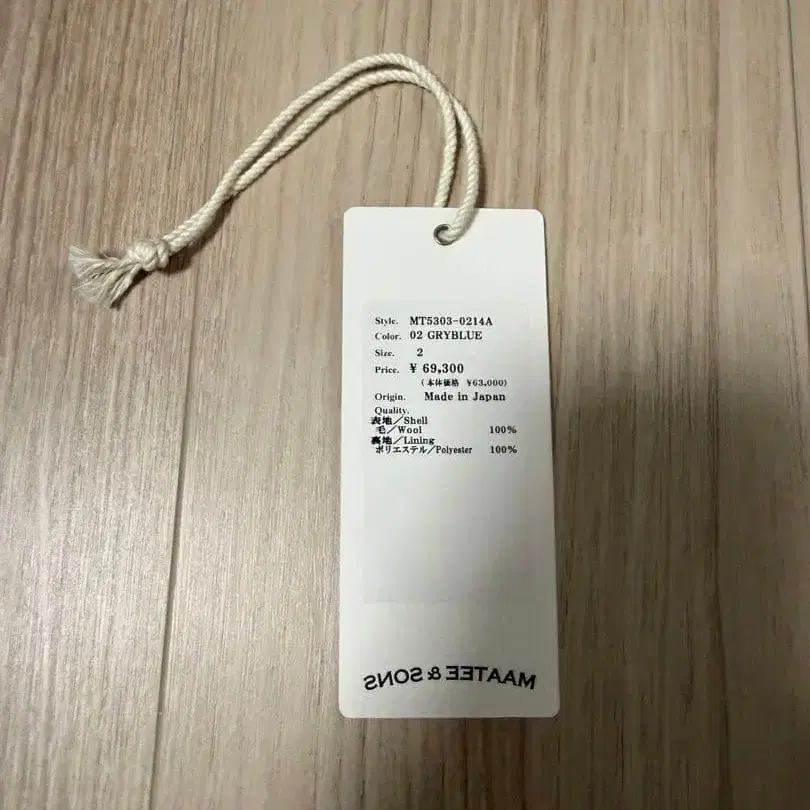 Style. MT5303-0214A
Color. 02 GRYBLUE
Size. 2
Price. ¥ 69,300
(本体価格 ¥63,000)
Origin. Made in Japan
Quality.
表地/Shell
毛/Wool 100%
裏地/Lining
ポリエステル/Polyester 100%
MAATEE & SONS